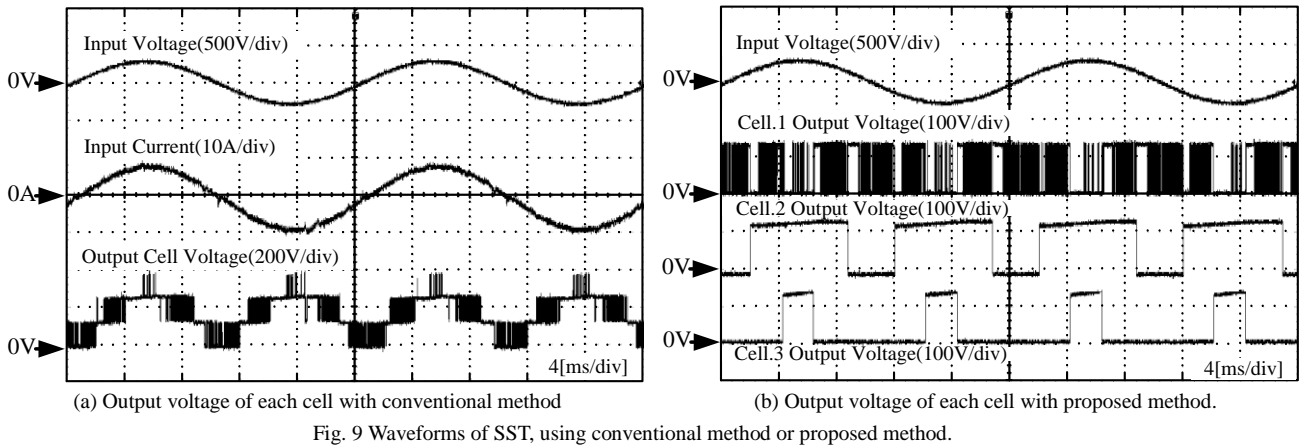 Input Voltage(500V/div)
0V
Input Current(10A/div)
0A
Output Cell Voltage(200V/div)
0V
4[ms/div]
(a) Output voltage of each cell with conventional method
Input Voltage(500V/div)
0V
Cell.1 Output Voltage(100V/div)
0V
Cell.2 Output Voltage(100V/div)
0V
0V
Cell.3 Output Voltage(100V/div)
4[ms/div]
(b) Output voltage of each cell with proposed method.
Fig. 9 Waveforms of SST, using conventional method or proposed method.